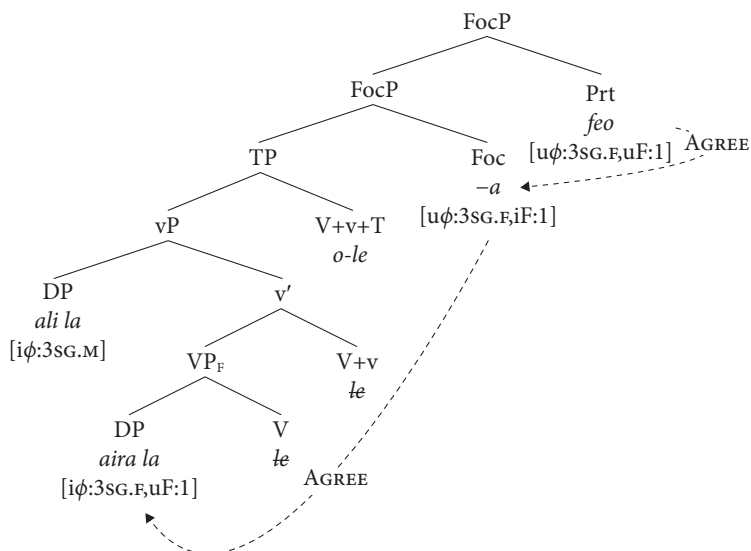 FocP
FocP Prt
feo
[uϕ:3SG.F,uF:1] AGREE
TP Foc
–a
[uϕ:3SG.F,iF:1]
vP V+v+T
o-le
DP v′
ali la
[iϕ:3SG.M]
VPF V+v
le
DP V
aira la le
[iϕ:3SG.F,uF:1] AGREE